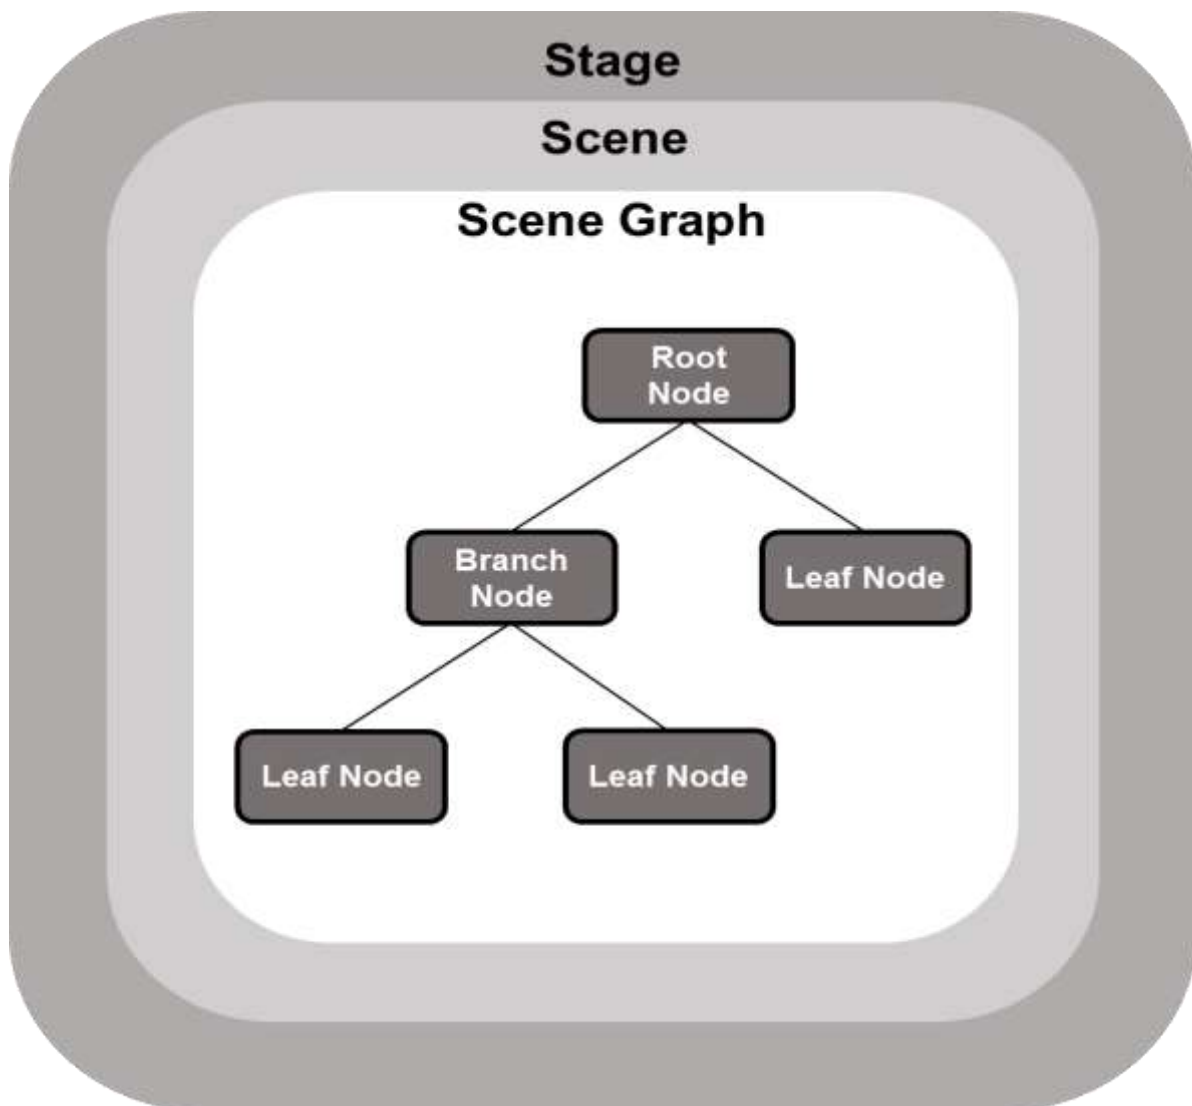 Stage
Scene
Scene Graph
Root
Node
Branch
Node
Leaf Node
Leaf Node
Leaf Node